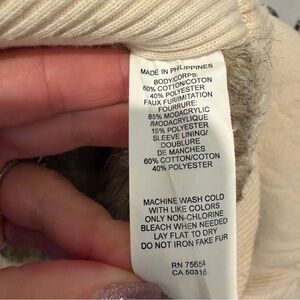 MADE IN PHILIPPINES
BODY/CORPS:
60% COTTON/COTON
40% POLYESTER
FAUX FUR/IMITATION
FOURRURE:
85% MODACRYLIC
/MODACRYLIQUE
15% POLYESTER
SLEEVE LINING/
DOUBLURE
DE MANCHES
60% COTTON/COTON
40% POLYESTER
MACHINE WASH COLD
WITH LIKE COLORS
ONLY NON-CHLORINE
BLEACH WHEN NEEDED
LAY FLAT TO DRY
DO NOT IRON FAKE FUR
RN 75654
CA 50316